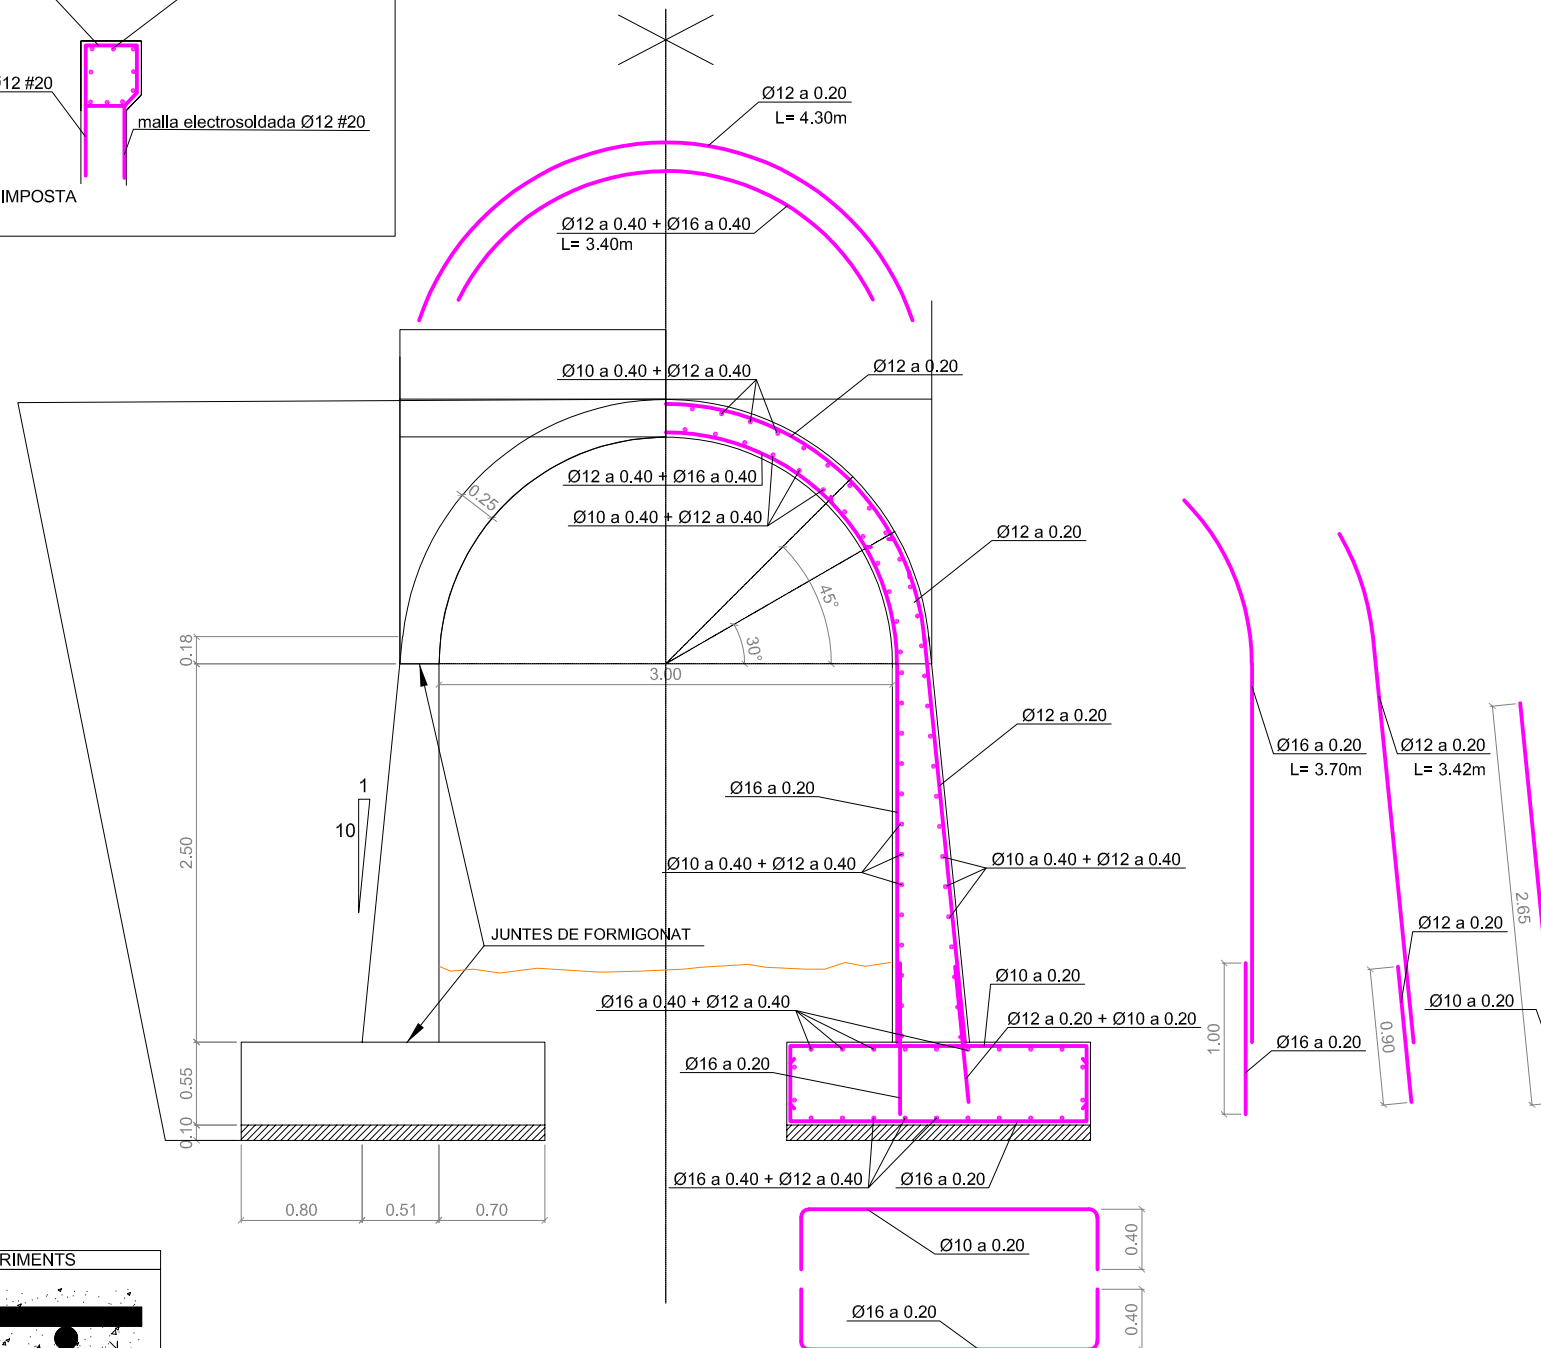 Ø12 a 0.20
L= 4.30m
12 #20
malla electrosoldada Ø12 #20
IMPOSTA
Ø12 a 0.40 + Ø16 a 0.40
L= 3.40m
Ø10 a 0.40 + Ø12 a 0.40
Ø12 a 0.20
Ø12 a 0.40 + Ø16 a 0.40
0.25
Ø10 a 0.40 + Ø12 a 0.40
Ø12 a 0.20
45°
30°
0.18
3.00
Ø12 a 0.20
Ø16 a 0.20
L= 3.70m
Ø12 a 0.20
L= 3.42m
1
10
Ø16 a 0.20
2.50
Ø10 a 0.40 + Ø12 a 0.40
Ø10 a 0.40 + Ø12 a 0.40
2.65
JUNTES DE FORMIGONAT
Ø12 a 0.20
Ø10 a 0.20
Ø16 a 0.40 + Ø12 a 0.40
Ø12 a 0.20 + Ø10 a 0.20
Ø10 a 0.20
1.00
0.90
Ø16 a 0.20
Ø16 a 0.20
0.55
0.10
Ø16 a 0.40 + Ø12 a 0.40
Ø16 a 0.20
0.80
0.51
0.70
Ø10 a 0.20
0.40
RIMENTS
Ø16 a 0.20
0.40